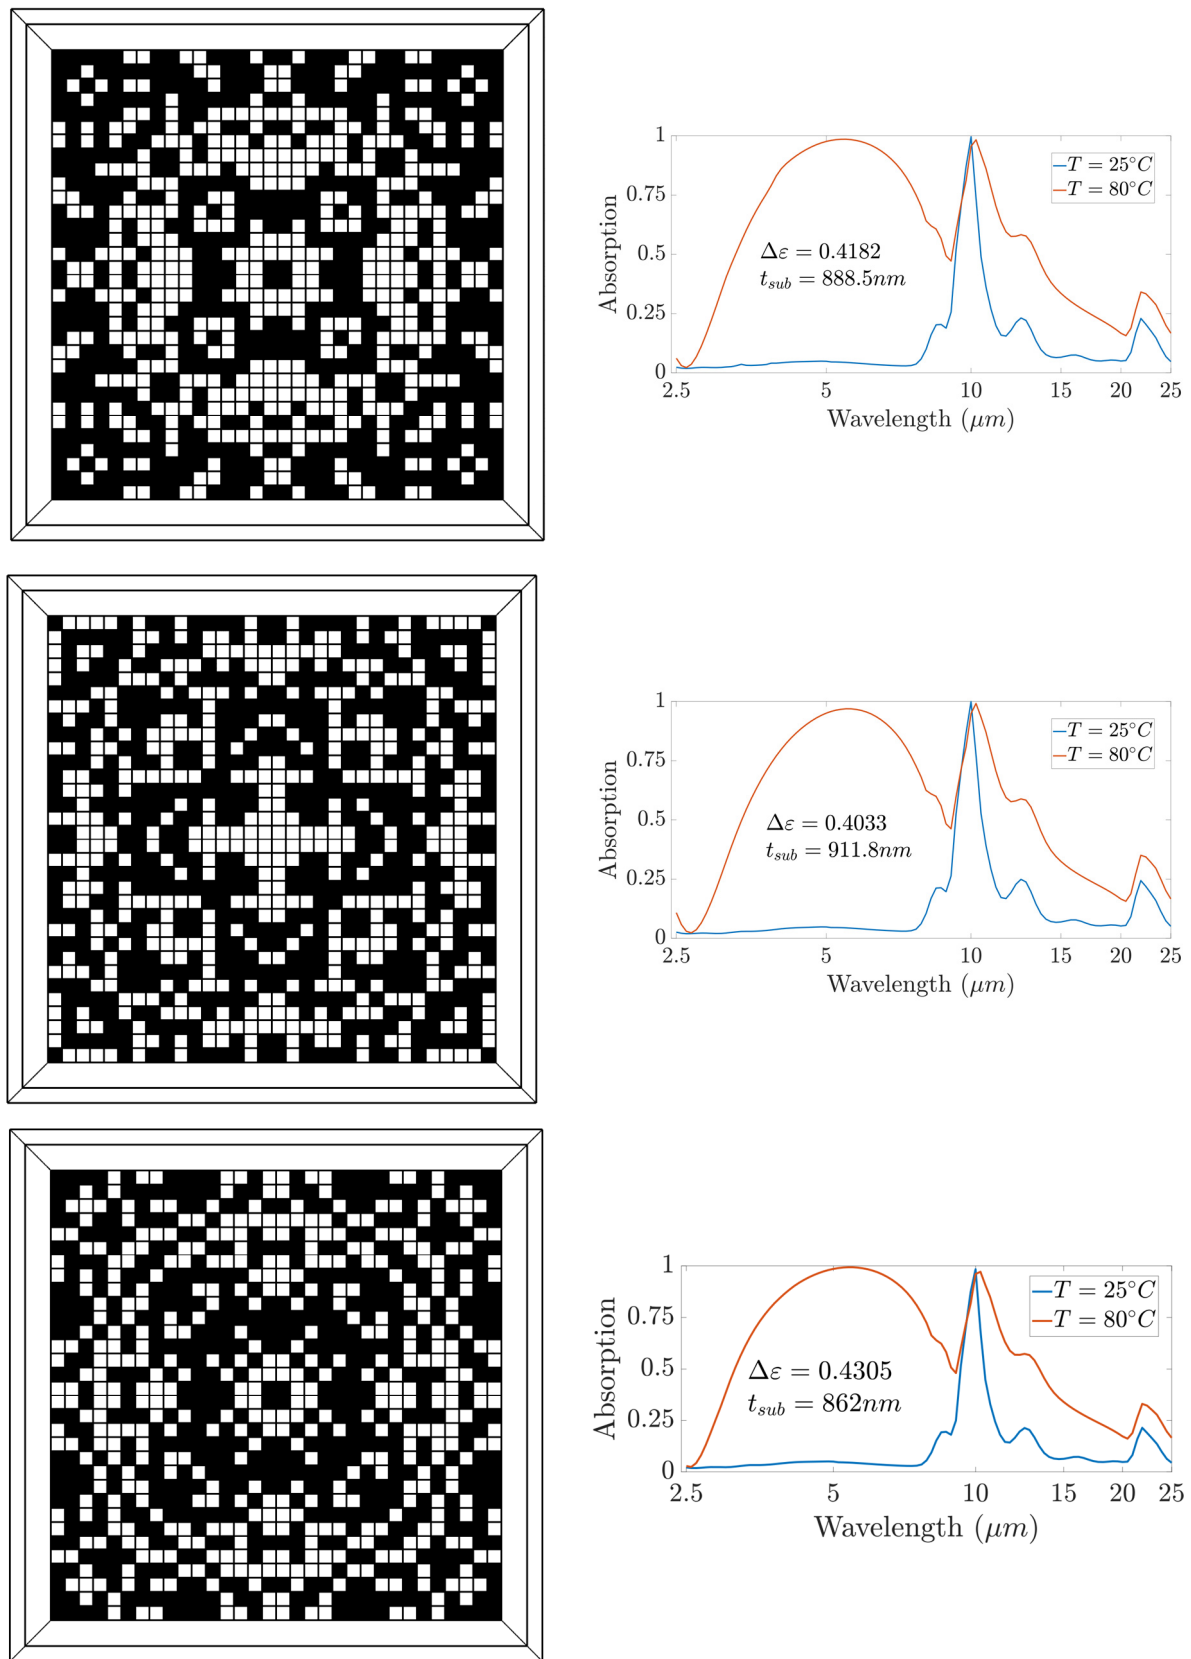 1
0.75
0.5
0.25
0
Absorption
T = 25°C
T = 80°C
Δε = 0.4182
t_sub = 888.5nm
2.5 5 10 15 20 25
Wavelength (μm)
1
0.75
0.5
0.25
0
Absorption
T = 25°C
T = 80°C
Δε = 0.4033
t_sub = 911.8nm
2.5 5 10 15 20 25
Wavelength (μm)
1
0.75
0.5
0.25
0
Absorption
T = 25°C
T = 80°C
Δε = 0.4305
t_sub = 862nm
2.5 5 10 15 20 25
Wavelength (μm)